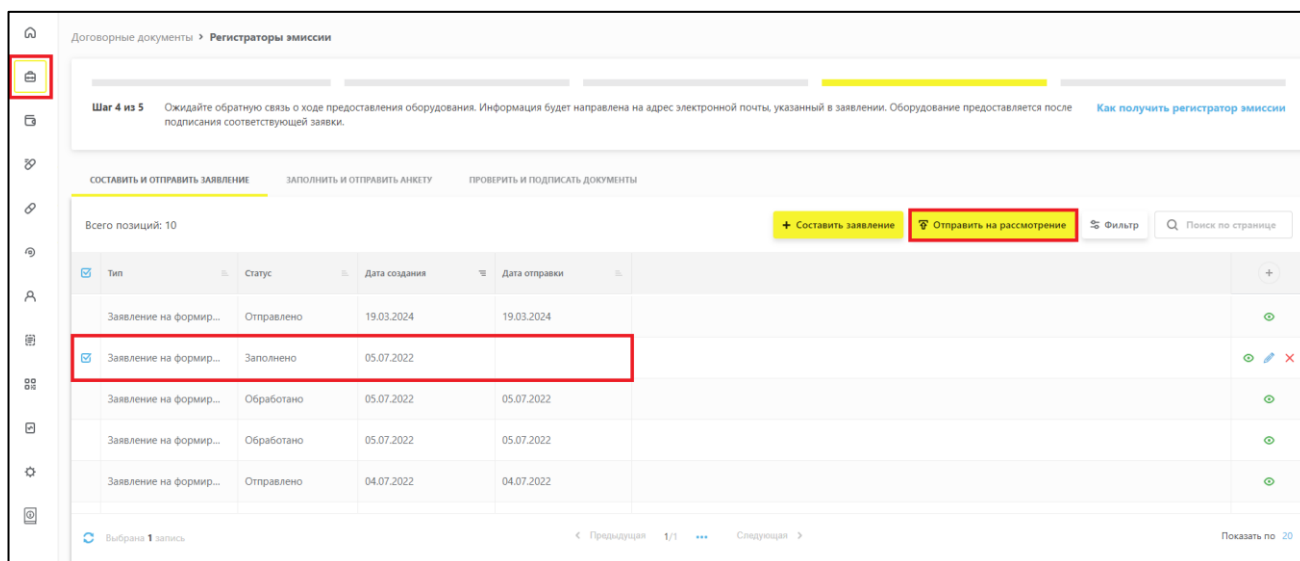 Договорные документы > Регистраторы эмиссии
Шаг 4 из 5
Ожидайте обратную связь о ходе предоставления оборудования. Информация будет направлена на адрес электронной почты, указанный в заявлении. Оборудование предоставляется после
подписания соответствующей заявки.
Как получить регистратор эмиссии
СОСТАВИТЬ И ОТПРАВИТЬ ЗАЯВЛЕНИЕ ЗАПОЛНИТЬ И ОТПРАВИТЬ АНКЕТУ ПРОВЕРИТЬ И ПОДПИСАТЬ ДОКУМЕНТЫ
Всего позиций: 10 + Составить заявление Отправить на рассмотрение Фильтр Поиск по странице
Тип Статус Дата создания Дата отправки
Заявление на формир... Отправлено 19.03.2024 19.03.2024
Заявление на формир... Заполнено 05.07.2022
Заявление на формир... Обработано 05.07.2022 05.07.2022
Заявление на формир... Обработано 05.07.2022 05.07.2022
Заявление на формир... Отправлено 04.07.2022 04.07.2022
Выбрана 1 запись < Предыдущая 1/1 ••• Следующая > Показать по 20